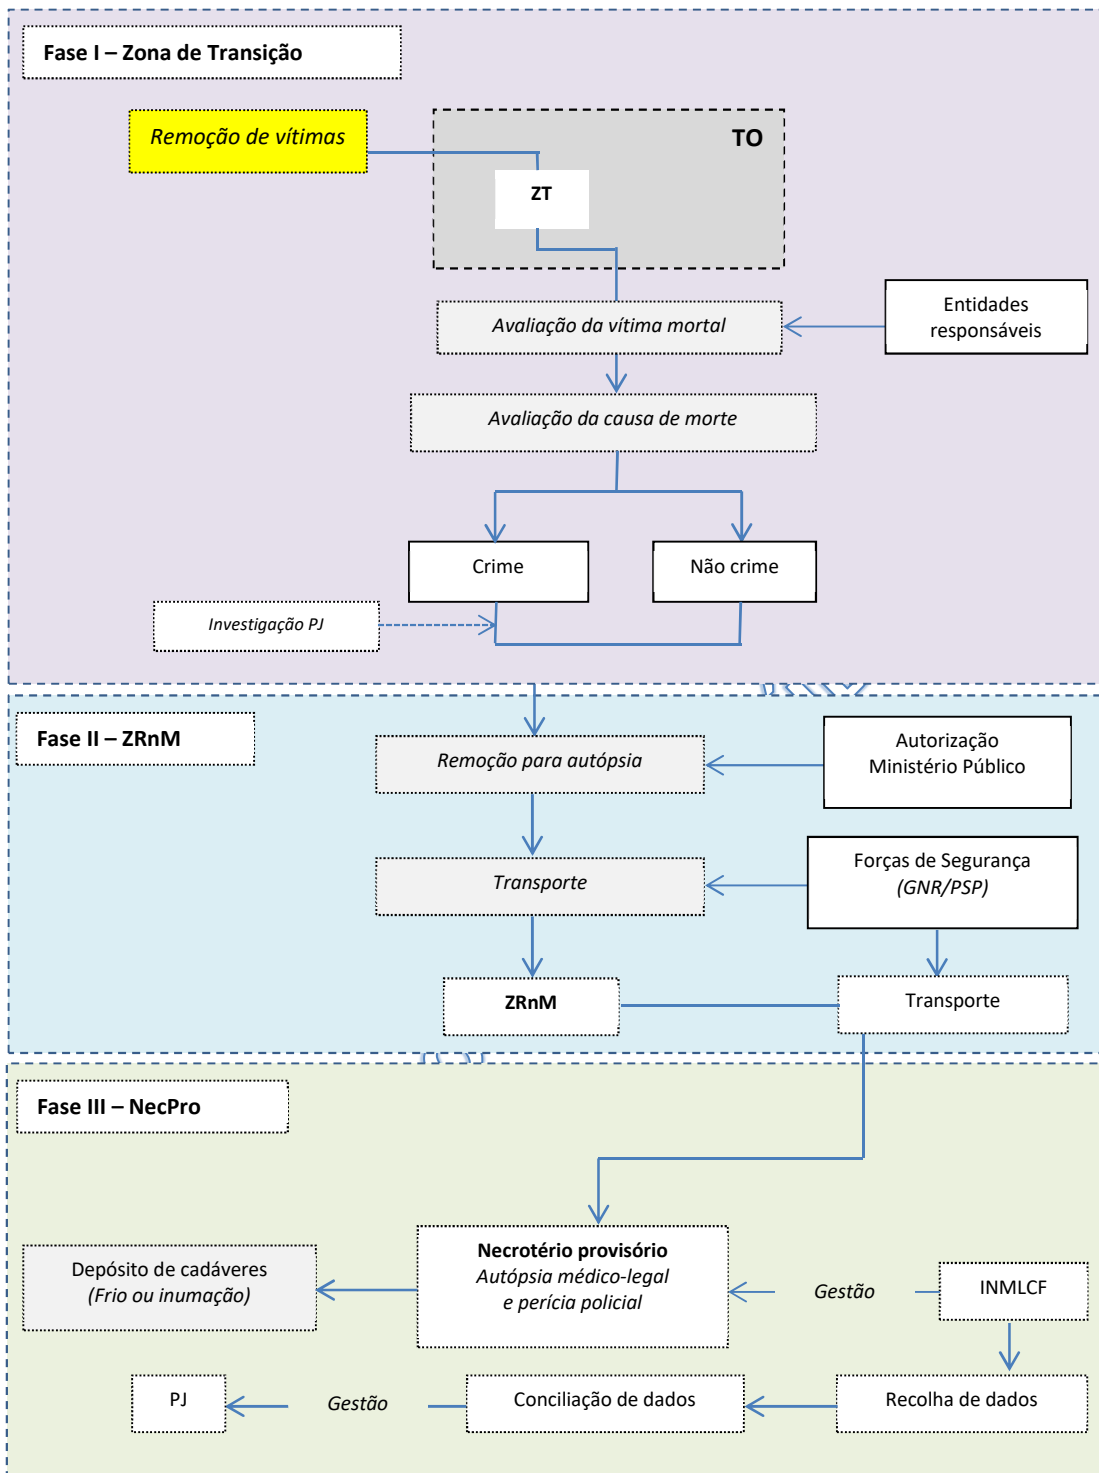 Fase I – Zona de Transição
Remoção de vítimas
TO
ZT
Avaliação da vítima mortal
Entidades
responsáveis
Avaliação da causa de morte
Crime
Não crime
Investigação PJ
Fase II – ZRnM
Remoção para autópsia
Autorização
Ministério Público
Transporte
Forças de Segurança
(GNR/PSP)
ZRnM
Transporte
Fase III – NecPro
Necrotério provisório
Autópsia médico-legal
e perícia policial
Depósito de cadáveres
(Frio ou inumação)
Gestão
INMLCF
PJ
Gestão
Conciliação de dados
Recolha de dados